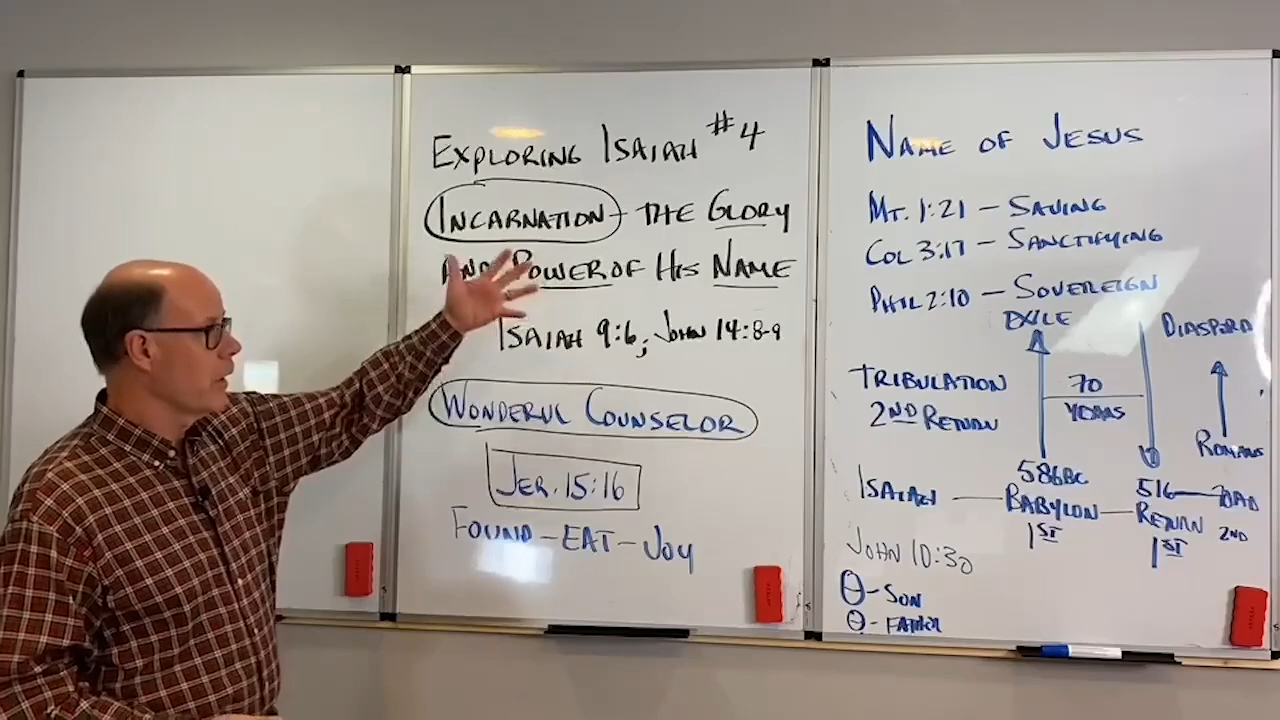 EXPLORING ISAIAH #4
INCARNATION - THE GLORY
AND POWER OF HIS NAME
ISAIAH 9:6; JOHN 14:8-9
WONDERUL COUNSELOR
JER. 15:16
FOUND - EAT - JOY
NAME OF JESUS
MT. 1:21 - SAVING
COL 3:17 - SANCTIFYING
PHIL 2:10 - SOVEREIGN
EXILE
DIASPORA
TRIBULATION
2ND RETURN
70
YEARS
ROMANS
586BC
516 70AD
ISAIAH BABYLON RETURN
1ST 1ST 2ND
JOHN 10:30
Θ - SON
Θ - FATHER